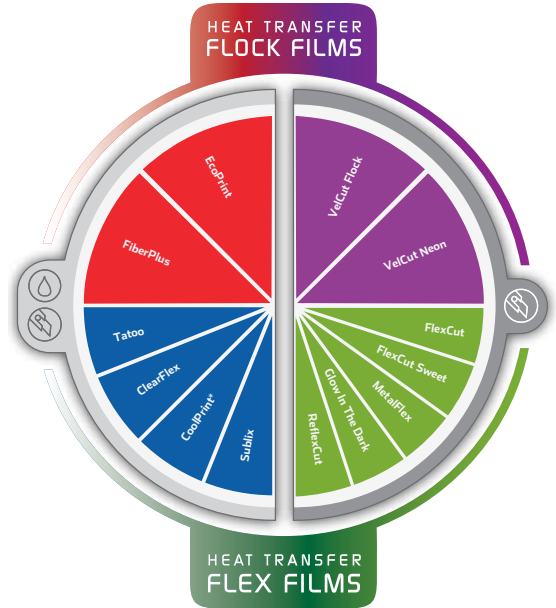 HEAT TRANSFER
FLOCK FILMS
EcoPrint
VelCut Flock
FiberPlus
VelCut Neon
Tatoo
FlexCut
ClearFlex
FlexCut Sweet
CoolPrint*
MetalFlex
Sublix
Glow In The Dark
ReflexCut
HEAT TRANSFER
FLEX FILMS